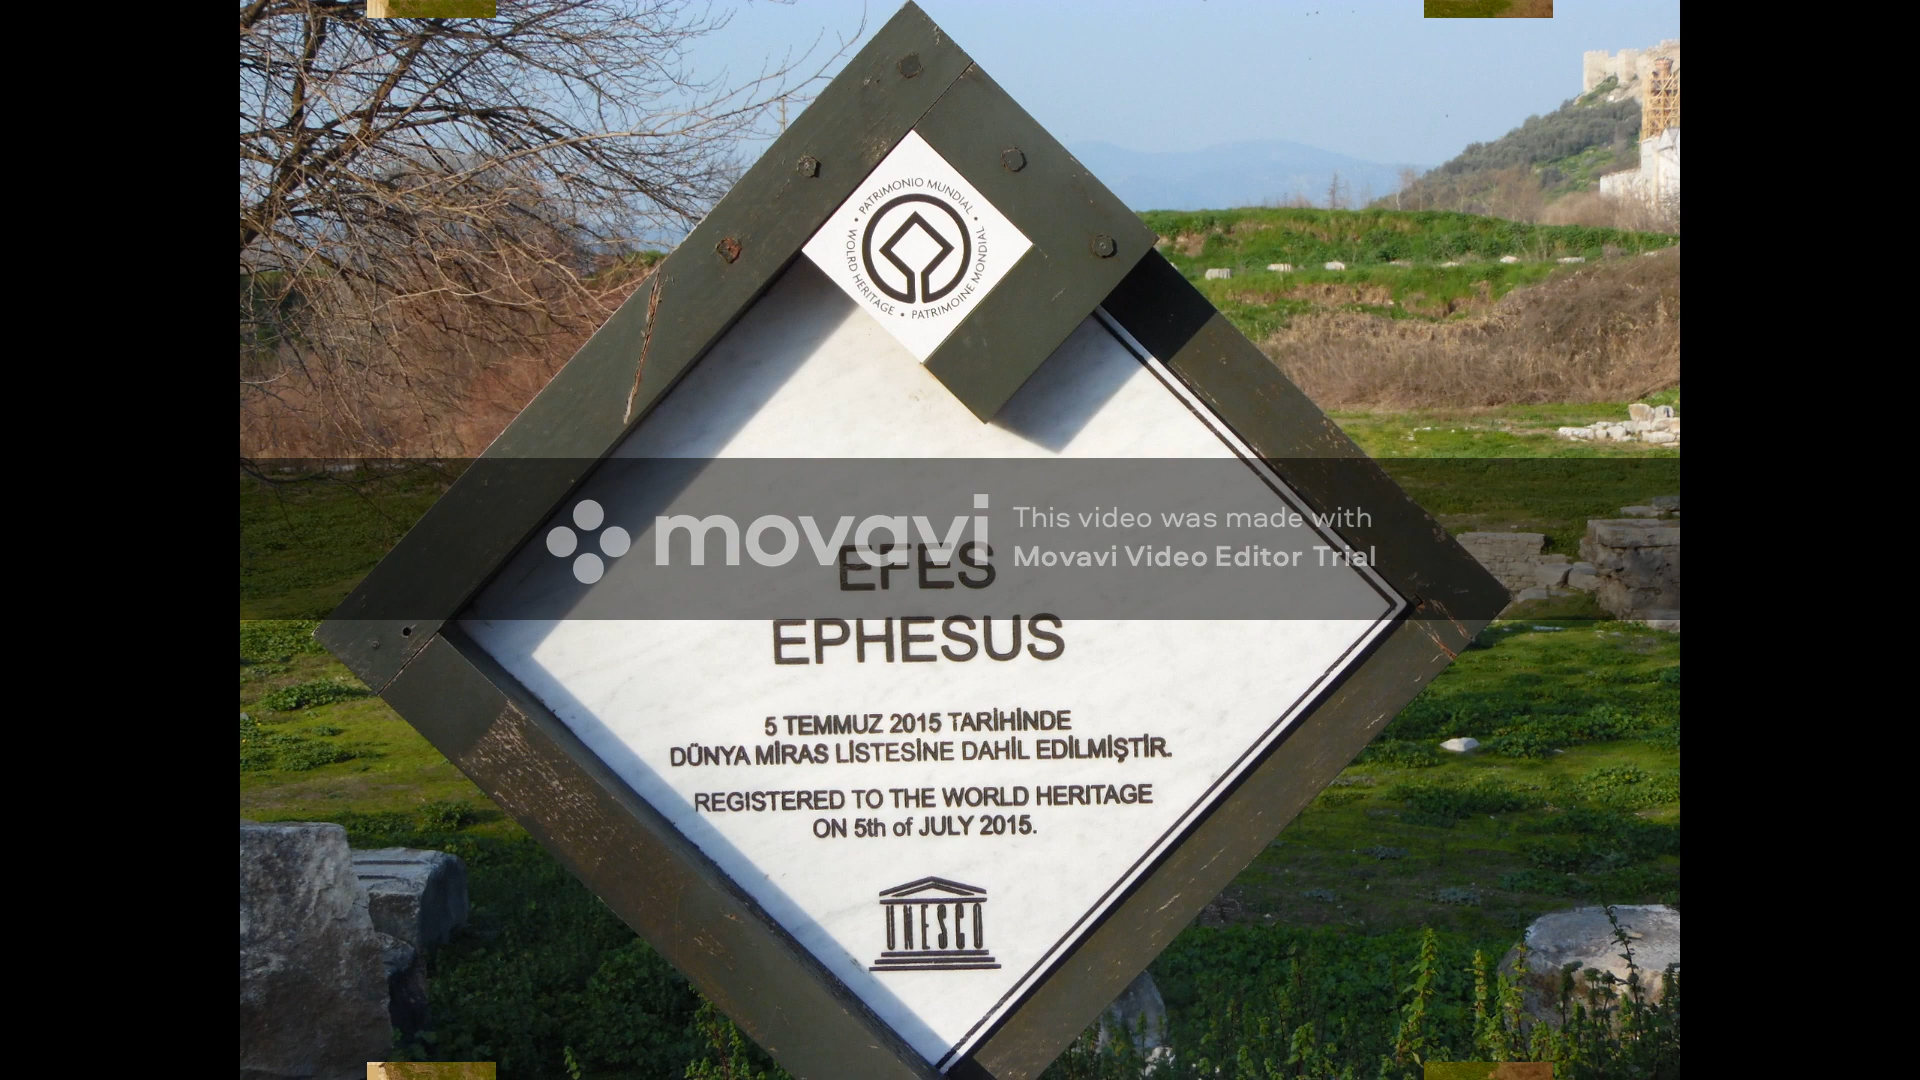 • PATRIMONIO MUNDIAL • WOLRD HERITAGE • PATRIMOINE MONDIAL
movavi
This video was made with
Movavi Video Editor Trial
EFES
EPHESUS
5 TEMMUZ 2015 TARİHİNDE
DÜNYA MİRAS LİSTESİNE DAHİL EDİLMİŞTİR.
REGISTERED TO THE WORLD HERITAGE
ON 5th of JULY 2015.
UNESCO